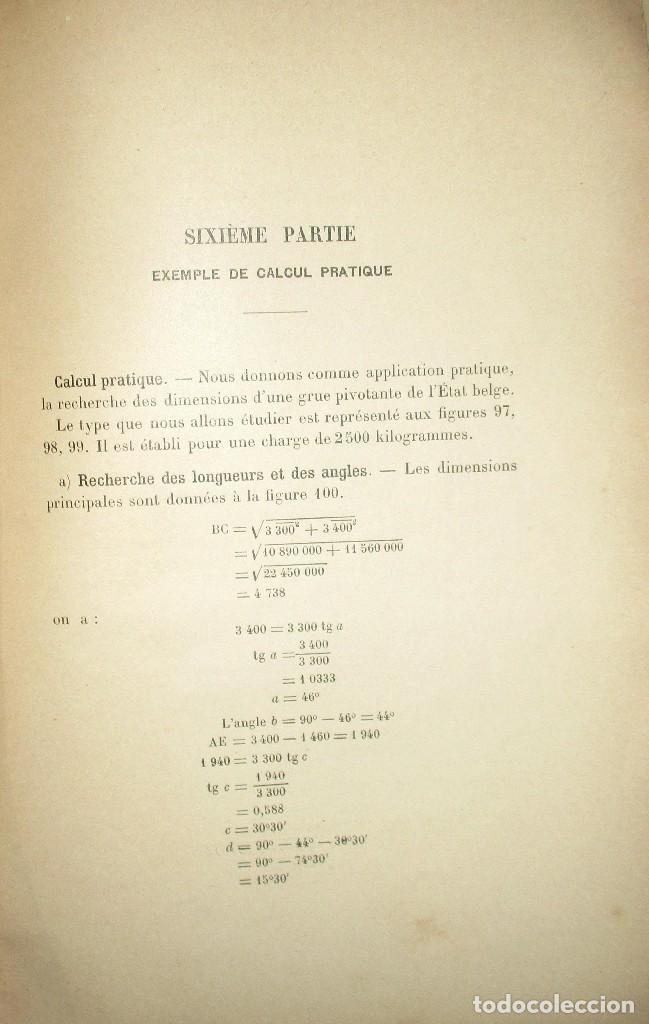 SIXIÈME PARTIE
EXEMPLE DE CALCUL PRATIQUE
Calcul pratique. — Nous donnons comme application pratique,
la recherche des dimensions d'une grue pivotante de l'État belge.
Le type que nous allons étudier est représenté aux figures 97,
98, 99. Il est établi pour une charge de 2 500 kilogrammes.
a) Recherche des longueurs et des angles. — Les dimensions
principales sont données à la figure 100.
BC = √3 300² + 3 400²
= √10 890 000 + 11 560 000
= √22 450 000
= 4 738
on a :
3 400 = 3 300 tg a
tg a = 3 400 / 3 300
= 1 0333
a = 46°
L'angle b = 90° — 46° = 44°
AE = 3 400 — 1 460 = 1 940
1 940 = 3 300 tg c
tg c = 1 940 / 3 300
= 0,588
c = 30°30'
d = 90° — 44° — 30°30'
= 90° — 74°30'
= 15°30'
todocoleccion